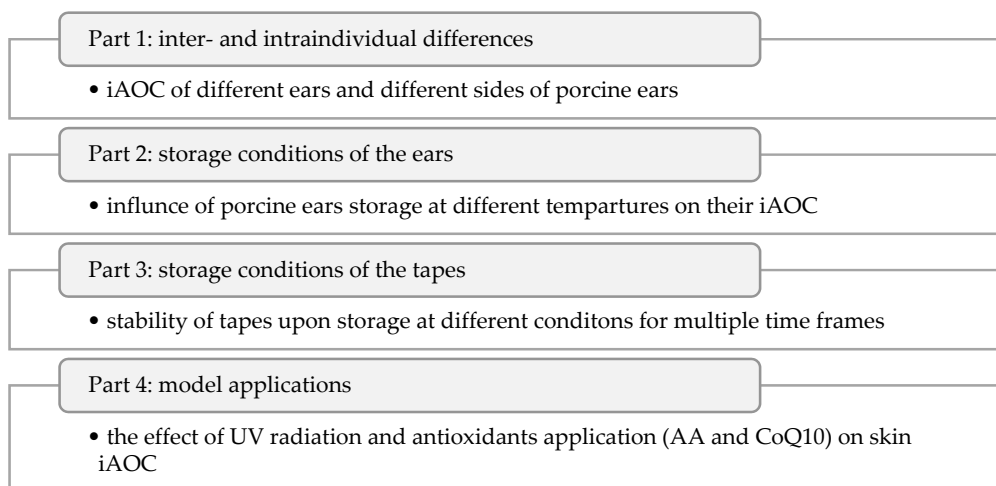 Part 1: inter- and intraindividual differences
• iAOC of different ears and different sides of porcine ears
Part 2: storage conditions of the ears
• influnce of porcine ears storage at different tempartures on their iAOC
Part 3: storage conditions of the tapes
• stability of tapes upon storage at different conditons for multiple time frames
Part 4: model applications
• the effect of UV radiation and antioxidants application (AA and CoQ10) on skin
iAOC